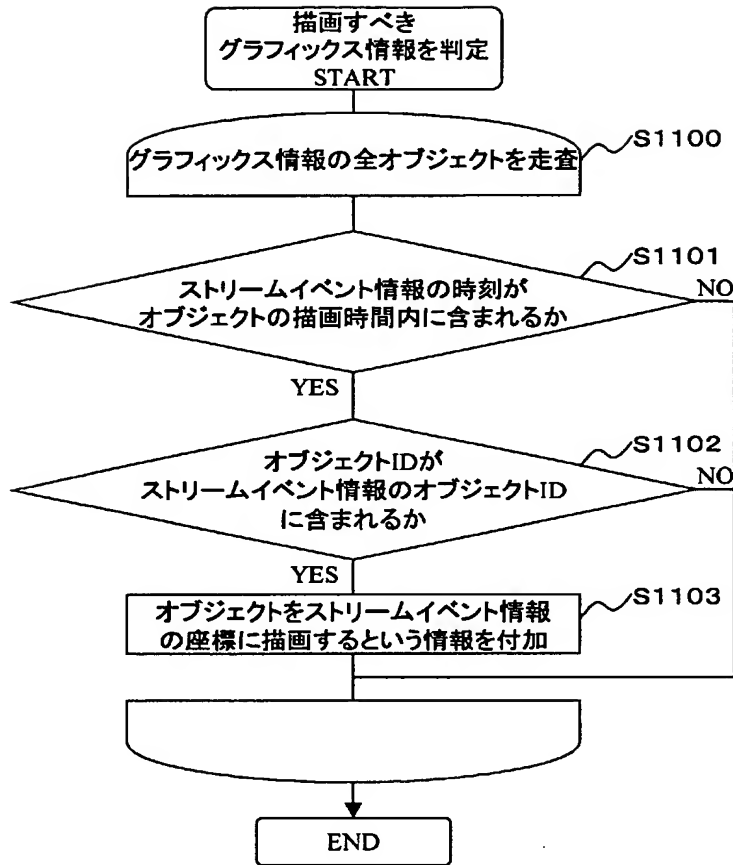 描画すべき
グラフィックス情報を判定
START
グラフィックス情報の全オブジェクトを走査
S1100
S1101
ストリームイベント情報の時刻が
オブジェクトの描画時間内に含まれるか
NO
YES
S1102
オブジェクトIDが
ストリームイベント情報のオブジェクトID
に含まれるか
NO
YES
S1103
オブジェクトをストリームイベント情報
の座標に描画するという情報を付加
END